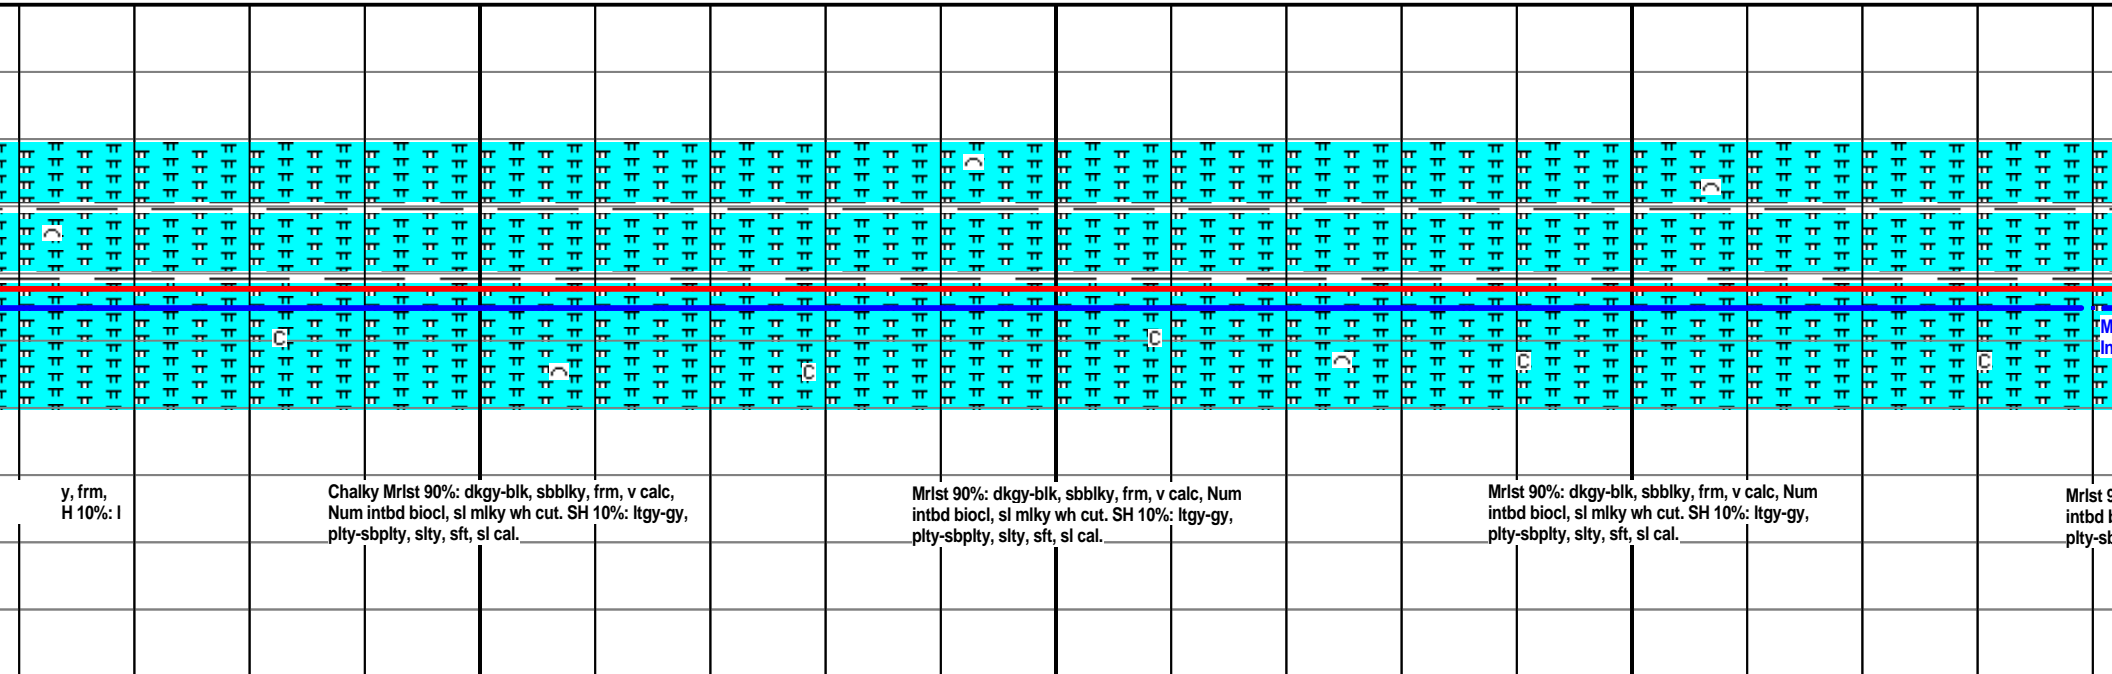 y, frm,
H 10%: l
Chalky Mrlst 90%: dkgy-blk, sbblky, frm, v calc,
Num intbd biocl, sl mlky wh cut. SH 10%: ltgy-gy,
plty-sbplty, slty, sft, sl cal.
Mrlst 90%: dkgy-blk, sbblky, frm, v calc, Num
intbd biocl, sl mlky wh cut. SH 10%: ltgy-gy,
plty-sbplty, slty, sft, sl cal.
Mrlst 90%: dkgy-blk, sbblky, frm, v calc, Num
intbd biocl, sl mlky wh cut. SH 10%: ltgy-gy,
plty-sbplty, slty, sft, sl cal.
Mrlst 9
intbd b
plty-sb
M
In
C
C
C
C
C